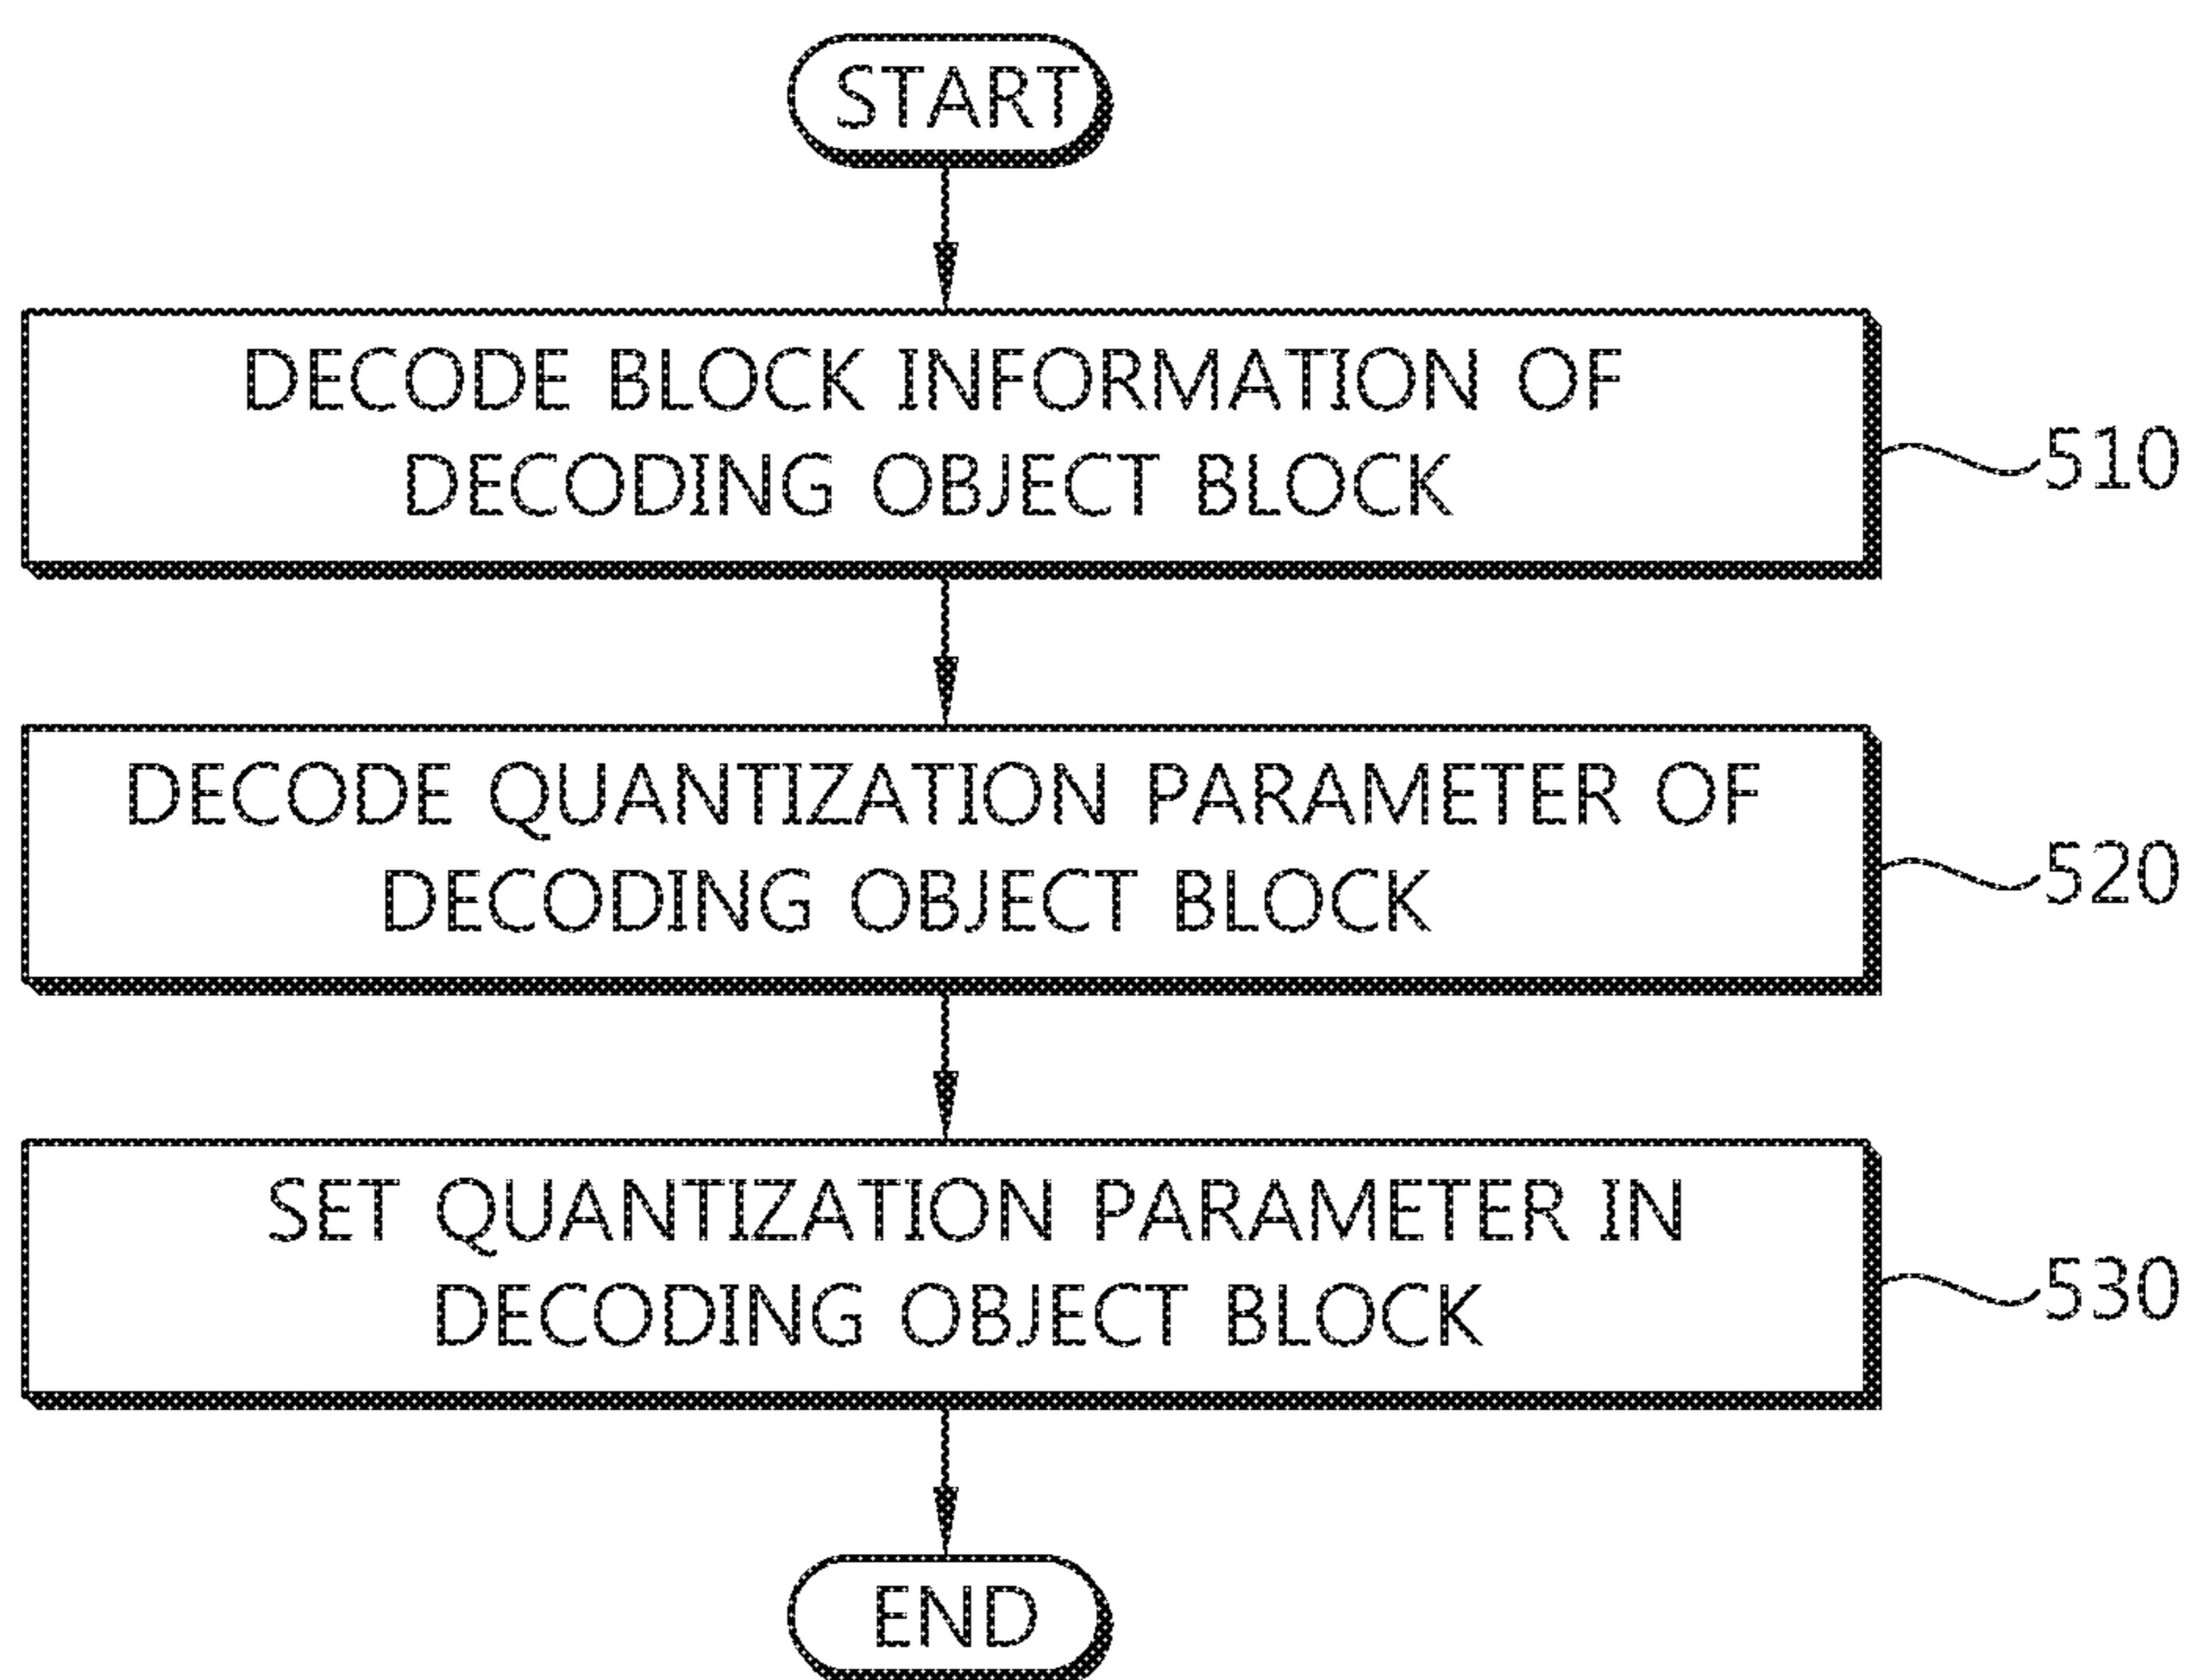 START
DECODE BLOCK INFORMATION OF
DECODING OBJECT BLOCK
510
DECODE QUANTIZATION PARAMETER OF
DECODING OBJECT BLOCK
520
SET QUANTIZATION PARAMETER IN
DECODING OBJECT BLOCK
530
END